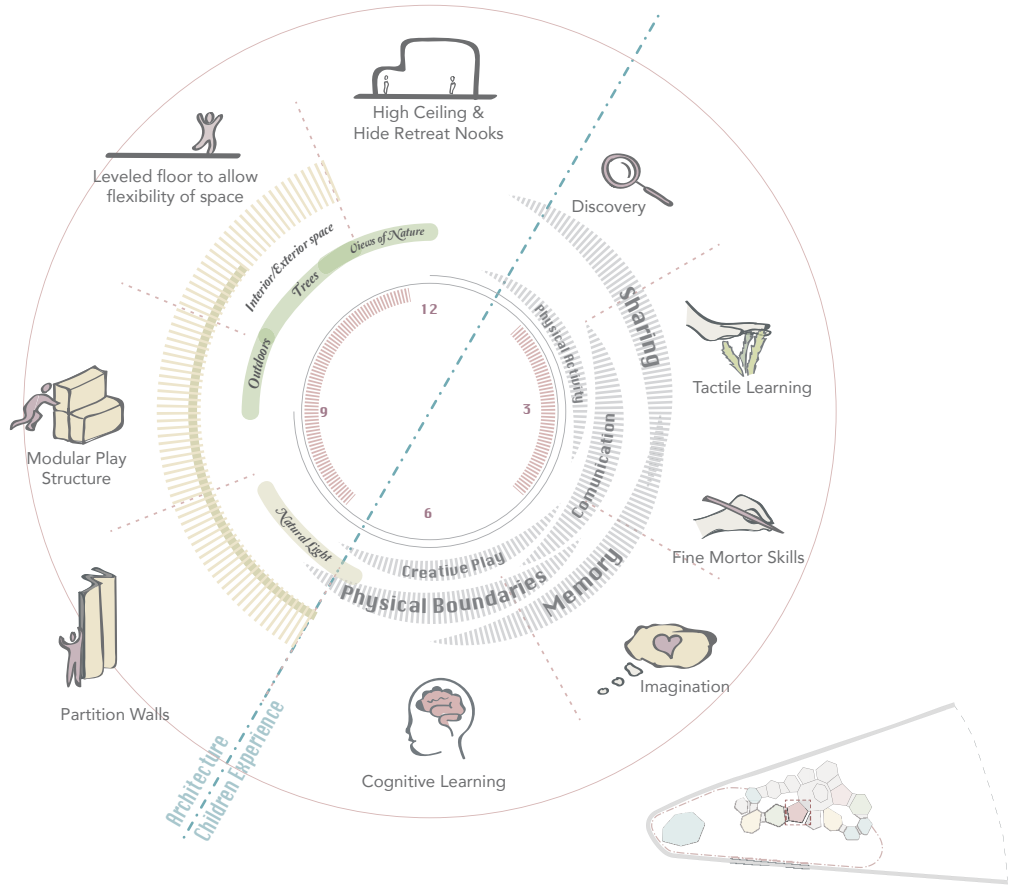 High Ceiling &
Hide Retreat Nooks
Leveled floor to allow
flexibility of space
Discovery
Interior/Exterior space
Views of Nature
Trees
Outdoors
Natural Light
12
3
6
9
Physical Activity
Sharing
Comunication
Creative Play
Physical Boundaries
Memory
Tactile Learning
Modular Play
Structure
Fine Mortor Skills
Imagination
Partition Walls
Cognitive Learning
Architecture
Children Experience